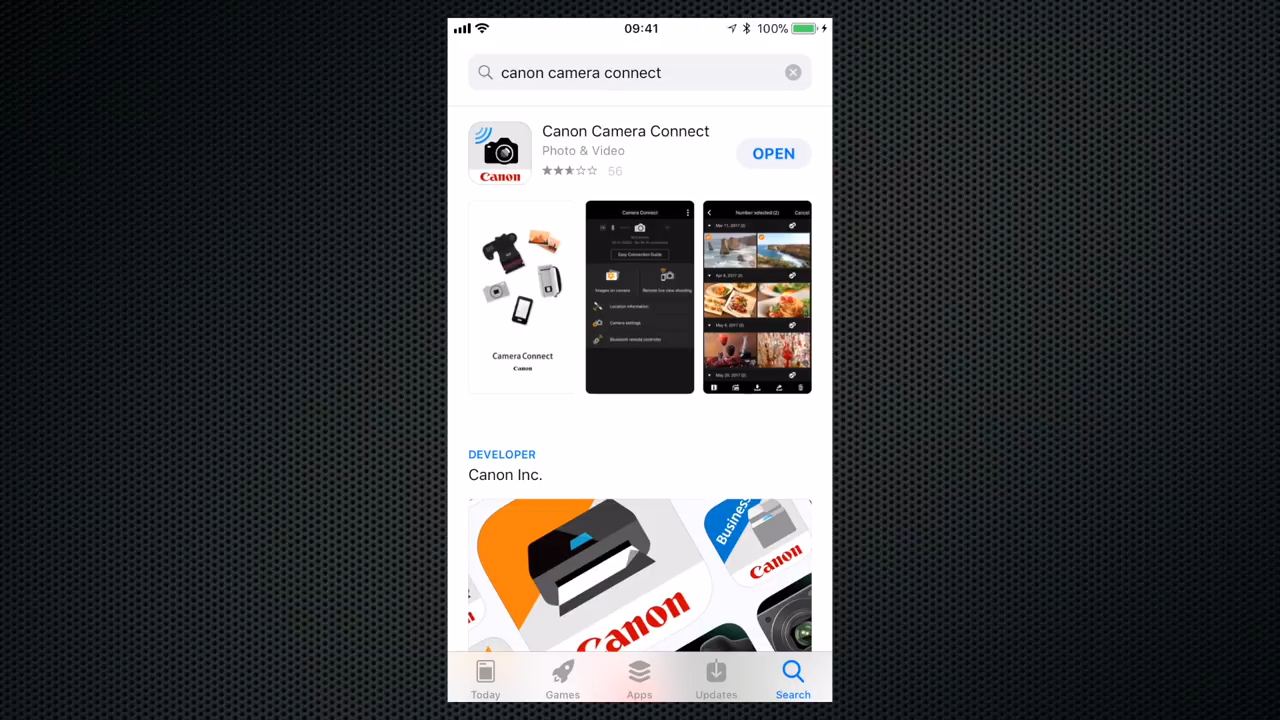 09:41
100%
canon camera connect
Canon Camera Connect
Photo & Video
56
OPEN
Canon
Camera Connect
Canon
Camera Connect
Easy Connection Guide
Images on camera
Remote live view shooting
Location information
Camera settings
Bluetooth remote controller
Number selected:(2)
Cancel
Mar 11, 2017 (2)
Apr 8, 2017 (2)
May 6, 2017 (2)
May 20, 2017 (2)
DEVELOPER
Canon Inc.
Canon
Business
Canon
Today
Games
Apps
Updates
Search